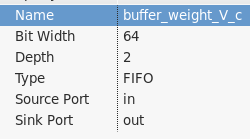 Name buffer_weight_V_c
Bit Width 64
Depth 2
Type FIFO
Source Port in
Sink Port out